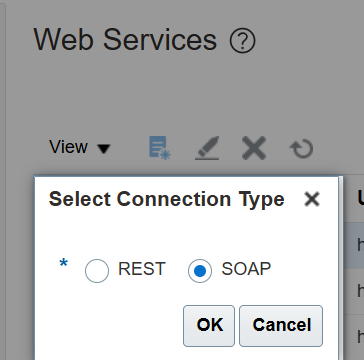 Web Services ?
View
Select Connection Type
* REST SOAP
OK Cancel